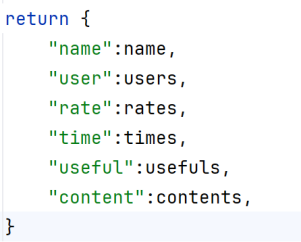 return {
    "name":name,
    "user":users,
    "rate":rates,
    "time":times,
    "useful":usefuls,
    "content":contents,
}